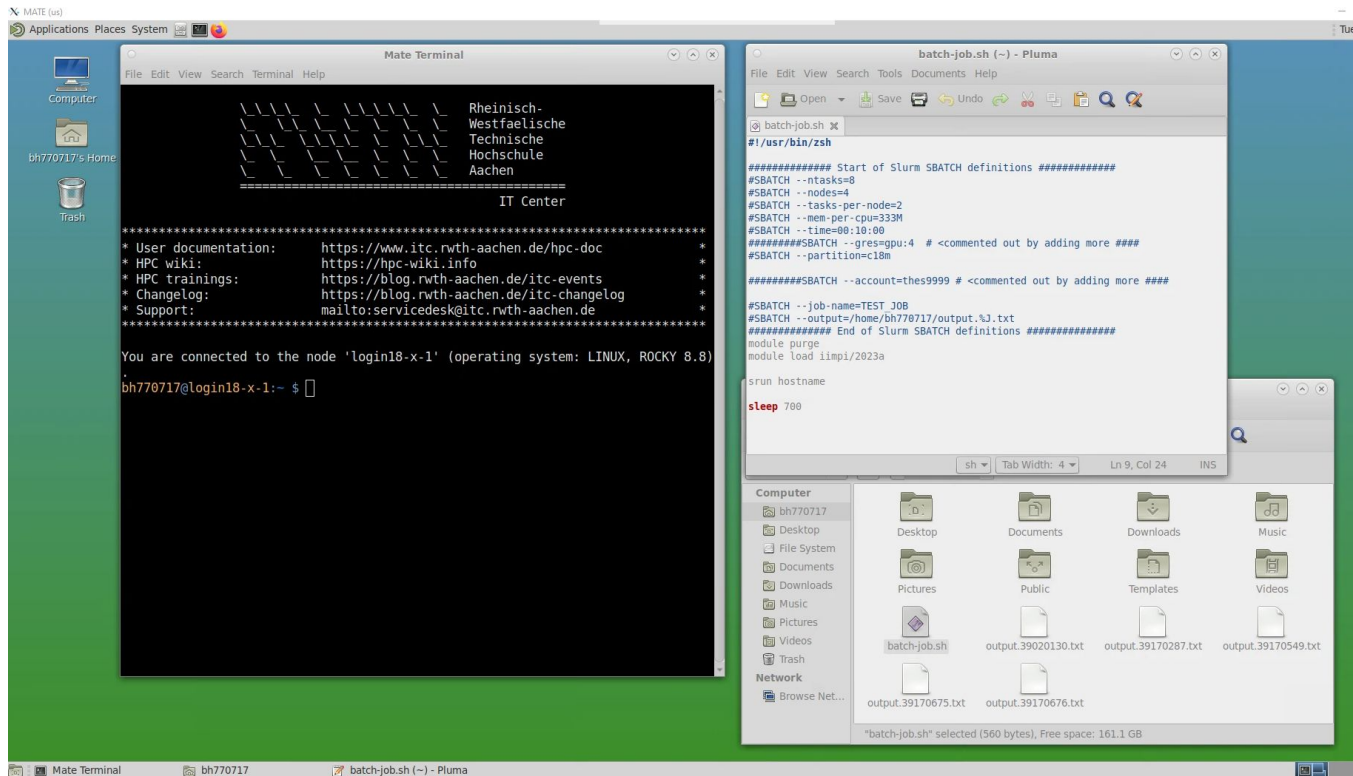 MATE (us)
Applications Places System
Tue
Computer
bh770717's Home
Trash
Mate Terminal
File Edit View Search Terminal Help
Rheinisch-
Westfaelische
Technische
Hochschule
Aachen
=============================================
IT Center
********************************************************************************
* User documentation: https://www.itc.rwth-aachen.de/hpc-doc *
* HPC wiki: https://hpc-wiki.info *
* HPC trainings: https://blog.rwth-aachen.de/itc-events *
* Changelog: https://blog.rwth-aachen.de/itc-changelog *
* Support: mailto:servicedesk@itc.rwth-aachen.de *
********************************************************************************
You are connected to the node 'login18-x-1' (operating system: LINUX, ROCKY 8.8)
.
bh770717@login18-x-1:~ $
batch-job.sh (~) - Pluma
File Edit View Search Tools Documents Help
Open Save Undo
batch-job.sh
#!/usr/bin/zsh
############## Start of Slurm SBATCH definitions #############
#SBATCH --ntasks=8
#SBATCH --nodes=4
#SBATCH --tasks-per-node=2
#SBATCH --mem-per-cpu=333M
#SBATCH --time=00:10:00
#########SBATCH --gres=gpu:4 # <commented out by adding more ####
#SBATCH --partition=c18m
#########SBATCH --account=thes9999 # <commented out by adding more ####
#SBATCH --job-name=TEST_JOB
#SBATCH --output=/home/bh770717/output.%J.txt
############## End of Slurm SBATCH definitions ###############
module purge
module load iimpi/2023a
srun hostname
sleep 700
sh Tab Width: 4 Ln 9, Col 24 INS
Computer
bh770717
Desktop
File System
Documents
Downloads
Music
Pictures
Videos
Trash
Network
Browse Net...
Desktop Documents Downloads Music
Pictures Public Templates Videos
batch-job.sh output.39020130.txt output.39170287.txt output.39170549.txt
output.39170675.txt output.39170676.txt
"batch-job.sh" selected (560 bytes), Free space: 161.1 GB
Mate Terminal bh770717 batch-job.sh (~) - Pluma